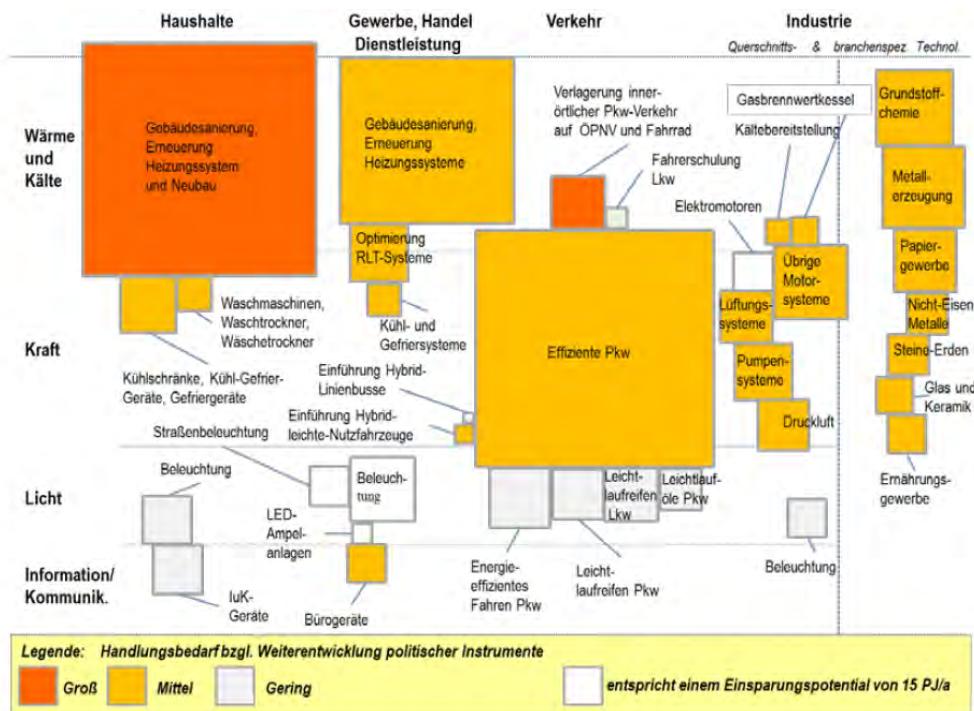 Haushalte
Gewerbe, Handel
Dienstleistung
Verkehr
Industrie
Querschnitts- & branchenspez. Technol.
Wärme
und
Kälte
Gebäudesanierung,
Erneuerung
Heizungssystem
und Neubau
Gebäudesanierung,
Erneuerung
Heizungssysteme
Verlagerung inner-
örtlicher Pkw-Verkehr
auf ÖPNV und Fahrrad
Fahrerschulung
Lkw
Gasbrennwertkessel
Kältebereitstellung
Elektromotoren
Grundstoff-
chemie
Metall-
erzeugung
Optimierung
RLT-Systeme
Übrige
Motor-
systeme
Papier-
gewerbe
Kraft
Waschmaschinen,
Waschtrockner,
Wäschetrockner
Kühl- und
Gefriersysteme
Kühlschränke, Kühl-Gefrier-
Geräte, Gefriergeräte
Effiziente Pkw
Einführung Hybrid-
Linienbusse
Einführung Hybrid-
leichte-Nutzfahrzeuge
Lüftungs-
systeme
Pumpen-
systeme
Druckluft
Nicht-Eisen
Metalle
Steine-Erden
Glas und
Keramik
Ernährungs-
gewerbe
Licht
Straßenbeleuchtung
Beleuchtung
Beleuch-
tung
LED-
Ampel-
anlagen
Leicht-
laufreifen
Lkw
Leichtlauf-
öle Pkw
Energie-
effizientes
Fahren Pkw
Leicht-
laufreifen Pkw
Beleuchtung
Information/
Kommunik.
IuK-
Geräte
Bürogeräte
Legende: Handlungsbedarf bzgl. Weiterentwicklung politischer Instrumente
Groß
Mittel
Gering
entspricht einem Einsparungspotential von 15 PJ/a